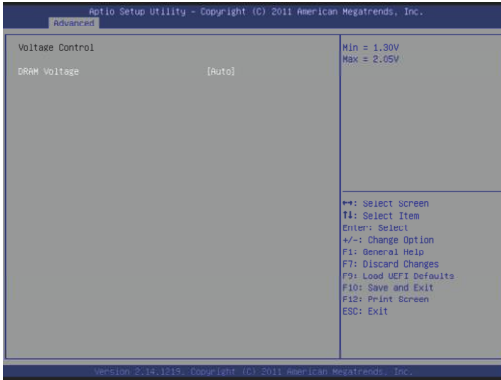 Aptio Setup Utility - Copyright (C) 2011 American Megatrends, Inc.
Advanced
Voltage Control
DRAM Voltage [Auto]
Min = 1.30V
Max = 2.05V
↔: Select Screen
↑↓: Select Item
Enter: Select
+/-: Change Option
F1: General Help
F7: Discard Changes
F9: Load UEFI Defaults
F10: Save and Exit
F12: Print Screen
ESC: Exit
Version 2.14.1219. Copyright (C) 2011 American Megatrends, Inc.